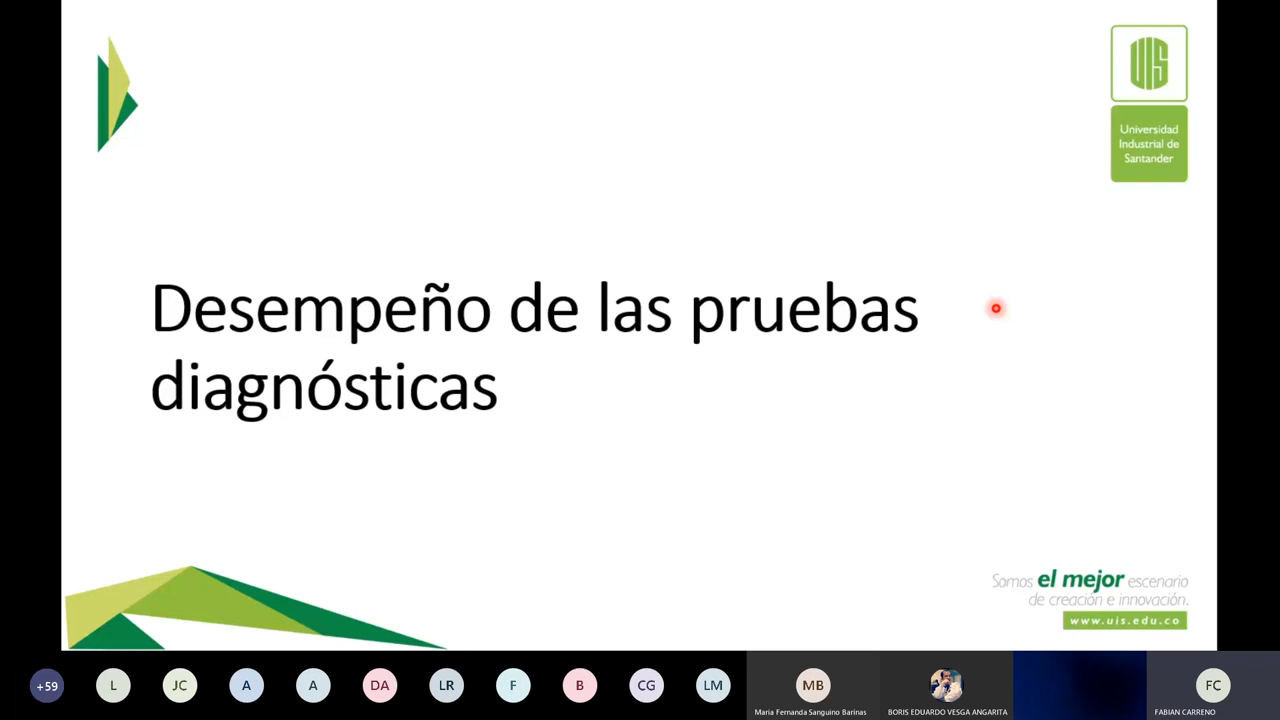 UIS
Universidad
Industrial de
Santander
Desempeño de las pruebas
diagnósticas
Somos el mejor escenario
de creación e innovación.
www.uis.edu.co
+59
L
JC
A
A
DA
LR
F
B
CG
LM
MB
FC
Maria Fernanda Sanguino Barinas
BORIS EDUARDO VESGA ANGARITA
FABIAN CARRENO